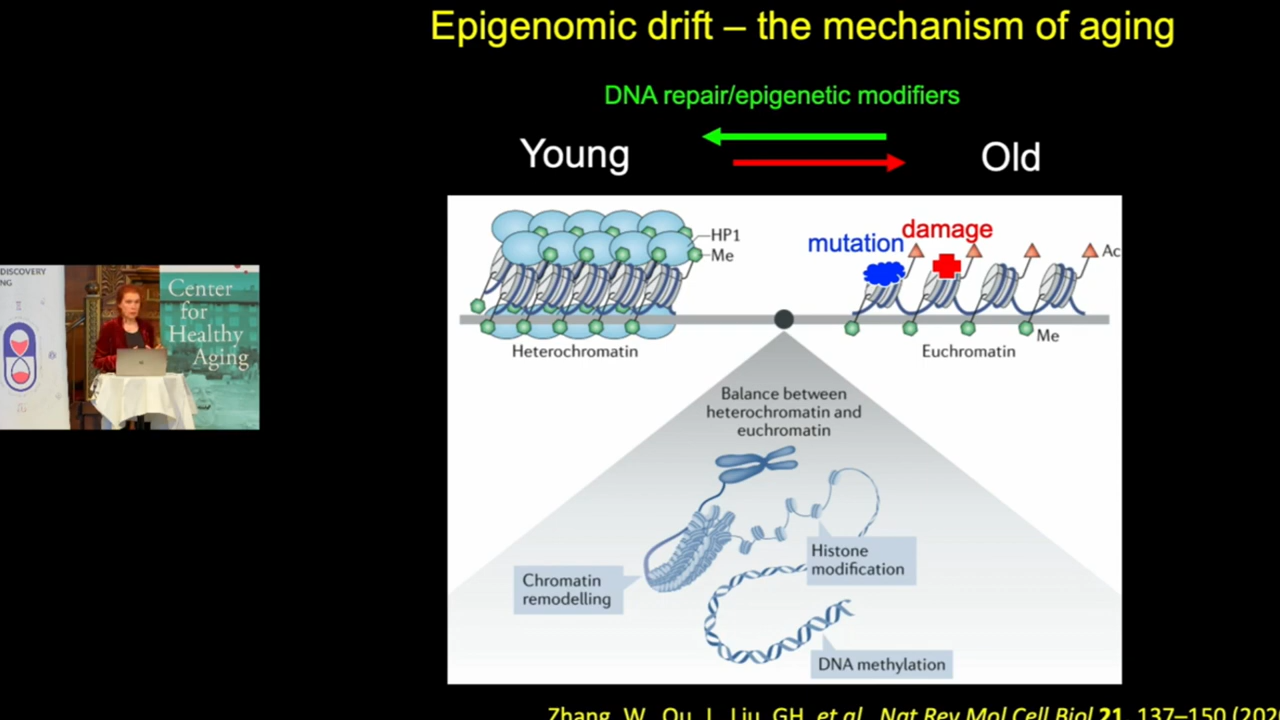 Epigenomic drift – the mechanism of aging
DNA repair/epigenetic modifiers
Young
Old
HP1
Me
mutation
damage
Ac
Me
Heterochromatin
Euchromatin
Balance between
heterochromatin and
euchromatin
Histone
modification
Chromatin
remodelling
DNA methylation
DISCOVERY
NG
Center
for
Healthy
Aging
Zhang, W., Qu, J., Liu, GH. et al. Nat Rev Mol Cell Biol 21, 137–150 (202